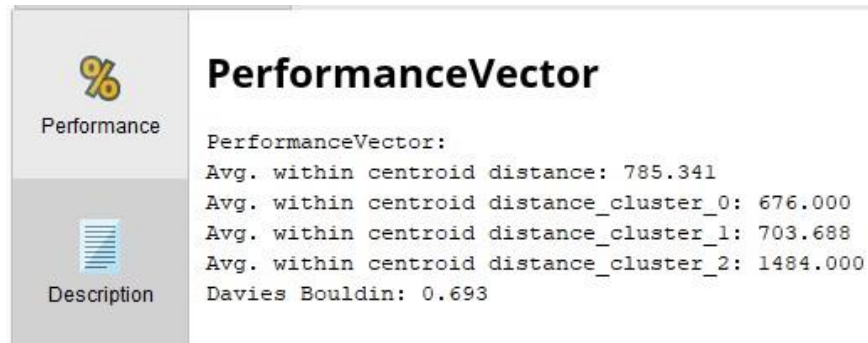 PerformanceVector
Performance
PerformanceVector:
Avg. within centroid distance: 785.341
Avg. within centroid distance_cluster_0: 676.000
Avg. within centroid distance_cluster_1: 703.688
Avg. within centroid distance_cluster_2: 1484.000
Description
Davies Bouldin: 0.693